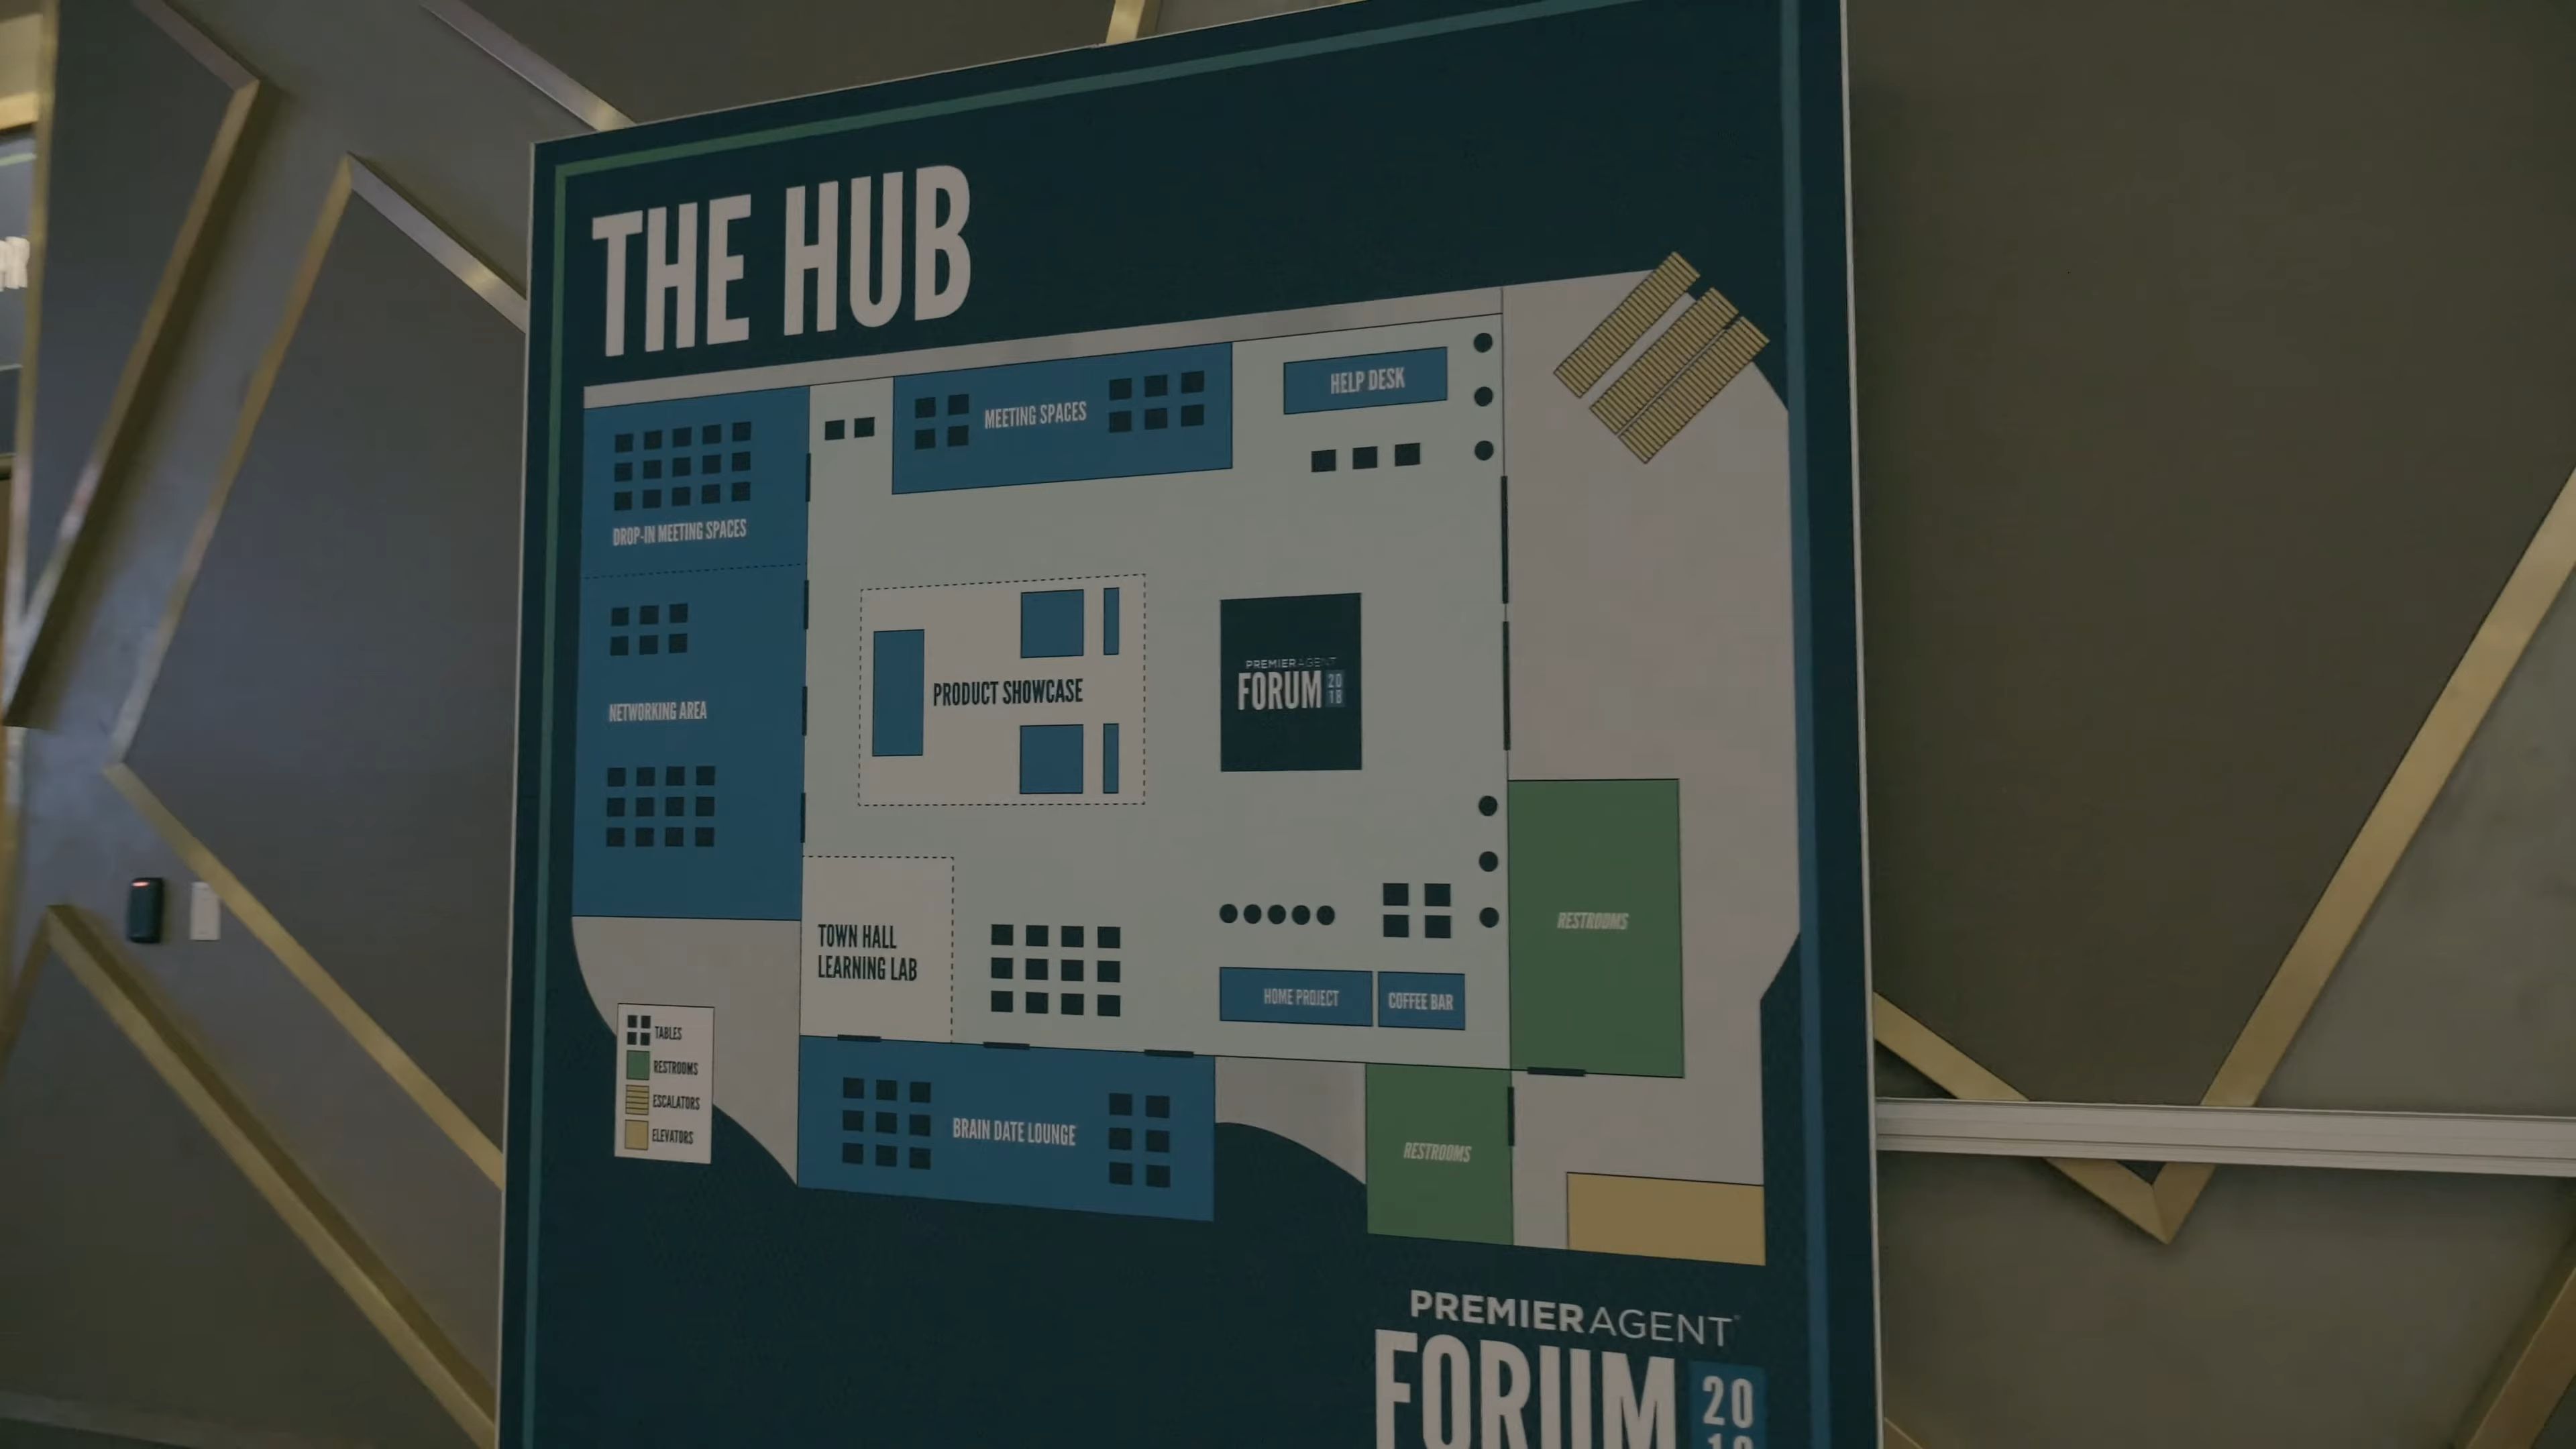 THE HUB
HELP DESK
MEETING SPACES
DROP-IN MEETING SPACES
PREMIER AGENT
FORUM 20
18
PRODUCT SHOWCASE
NETWORKING AREA
RESTROOMS
TOWN HALL
LEARNING LAB
HOME PROJECT
COFFEE BAR
TABLES
RESTROOMS
ESCALATORS
ELEVATORS
BRAIN DATE LOUNGE
RESTROOMS
PREMIERAGENT
FORUM 20
18